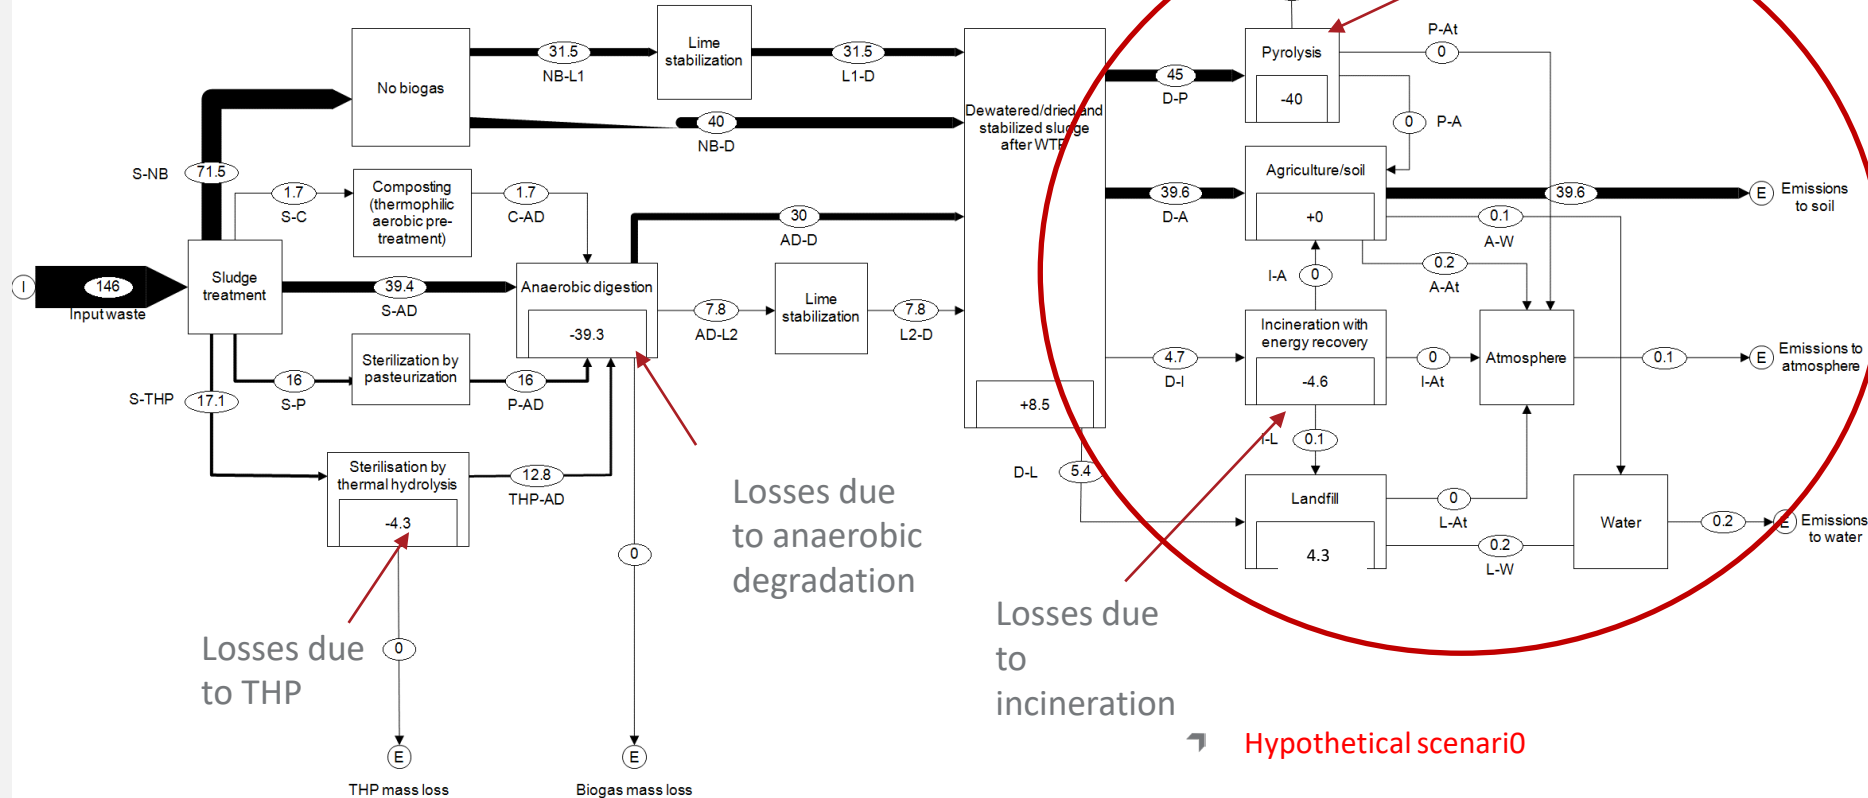 Lime
stabilization
31.5
NB-L1
31.5
L1-D
No biogas
40
NB-D
Dewatered/dried and
stabilized sludge
after WTP
+8.5
S-NB
71.5
1.7
S-C
Composting
(thermophilic
aerobic pre-
treatment)
1.7
C-AD
30
AD-D
I
146
Input waste
Sludge
treatment
39.4
S-AD
Anaerobic digestion
-39.3
7.8
AD-L2
Lime
stabilization
7.8
L2-D
Sterilization by
pasteurization
16
S-P
16
P-AD
S-THP
17.1
Sterilisation by
thermal hydrolysis
-4.3
12.8
THP-AD
0
0
E
THP mass loss
E
Biogas mass loss
Losses due
to THP
Losses due
to anaerobic
degradation
45
D-P
Pyrolysis
-40
P-At
0
0
P-A
39.6
D-A
Agriculture/soil
+0
39.6
E
Emissions
to soil
0.1
A-W
0.2
A-At
I-A
0
4.7
D-I
Incineration with
energy recovery
-4.6
0
I-At
Atmosphere
0.1
E
Emissions to
atmosphere
I-L
0.1
D-L
5.4
Landfill
4.3
0
L-At
0.2
L-W
Water
0.2
E
Emissions
to water
Losses due
to
incineration
Hypothetical scenari0